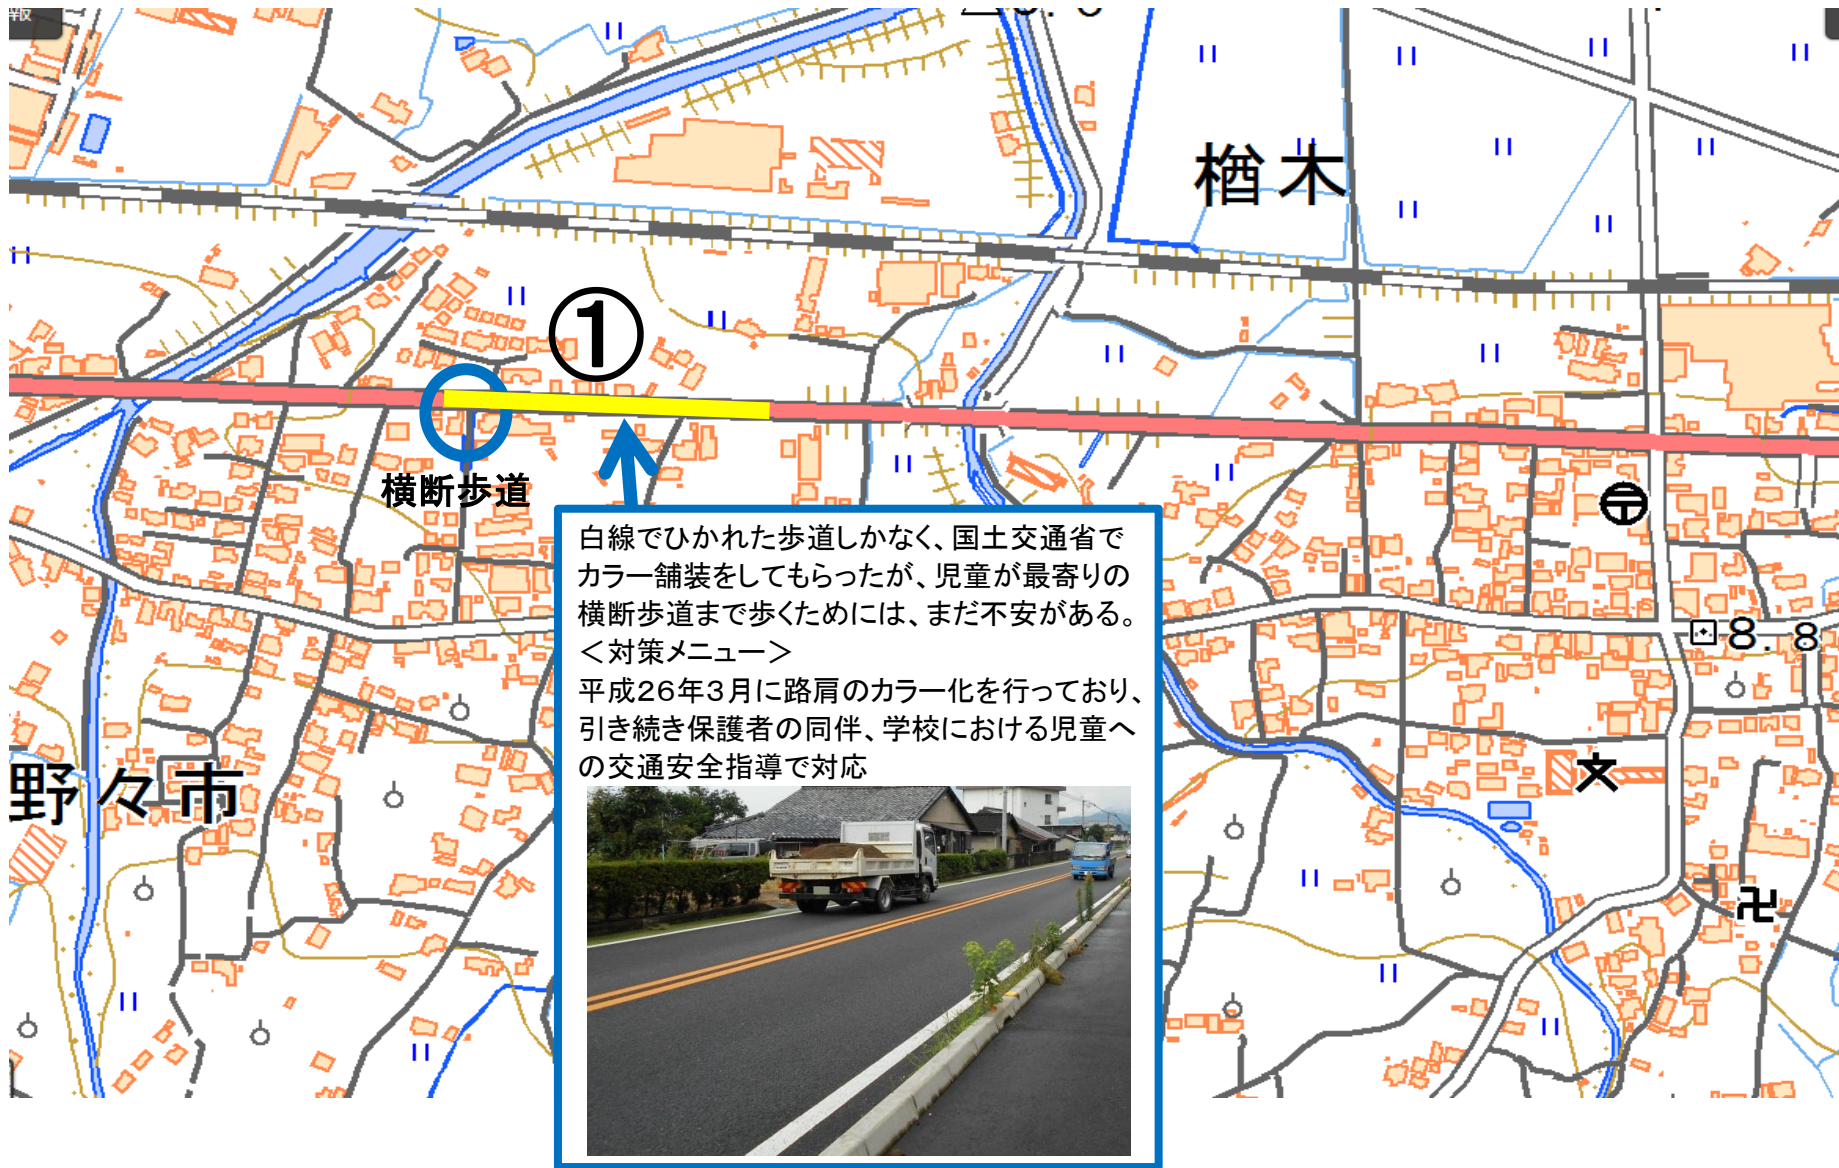 報
楢木
①
横断歩道
白線でひかれた歩道しかなく、国土交通省で
カラー舗装をしてもらったが、児童が最寄りの
横断歩道まで歩くためには、まだ不安がある。
＜対策メニュー＞
平成２６年３月に路肩のカラー化を行っており、
引き続き保護者の同伴、学校における児童へ
の交通安全指導で対応
8.8
野々市